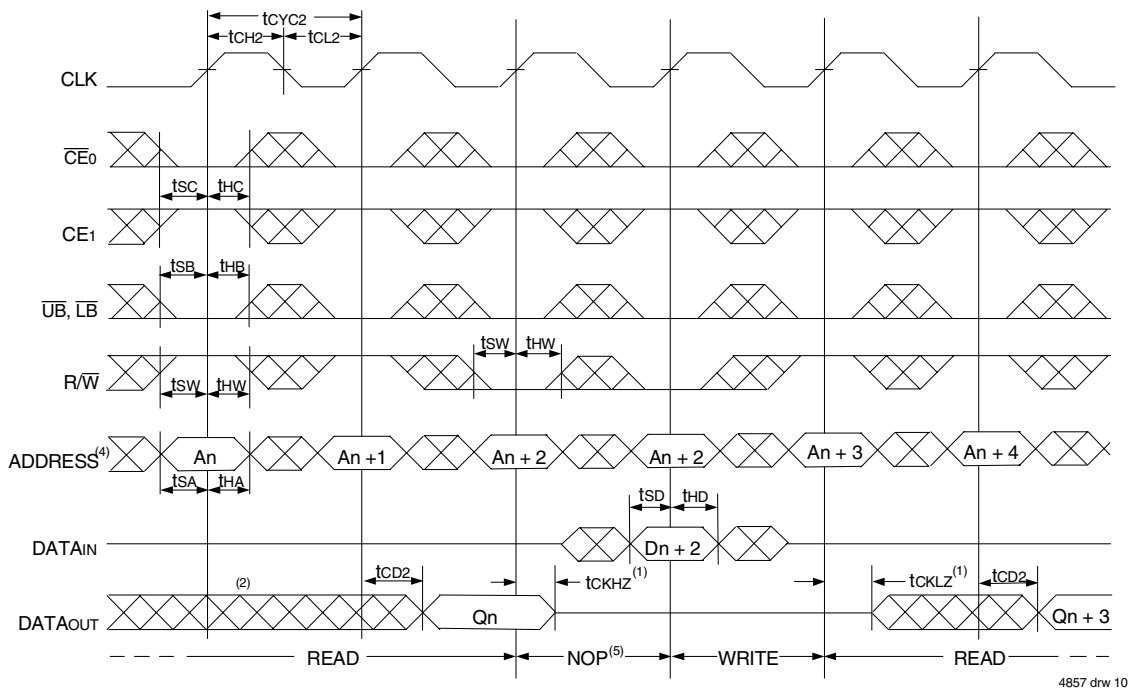 tCYC2
tCH2 tCL2
CLK
CE0
tSC tHC
CE1
tSB tHB
UB, LB
tSW tHW
R/W
tSW tHW
ADDRESS(4) An An +1 An + 2 An + 2 An + 3 An + 4
tSA tHA tSD tHD
DATAIN Dn + 2
(2) tCD2 tCKHZ(1) tCKLZ(1) tCD2
DATAOUT Qn Qn + 3
READ NOP(5) WRITE READ
4857 drw 10